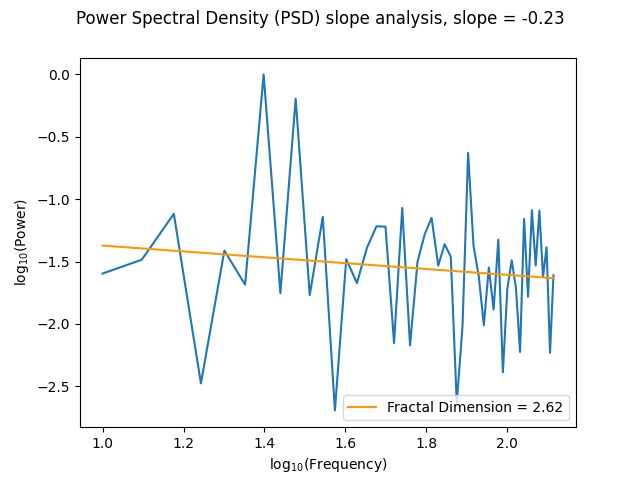 Power Spectral Density (PSD) slope analysis, slope = -0.23
0.0
−0.5
−1.0
−1.5
−2.0
−2.5
log₁₀(Power)
Fractal Dimension = 2.62
1.0 1.2 1.4 1.6 1.8 2.0
log₁₀(Frequency)